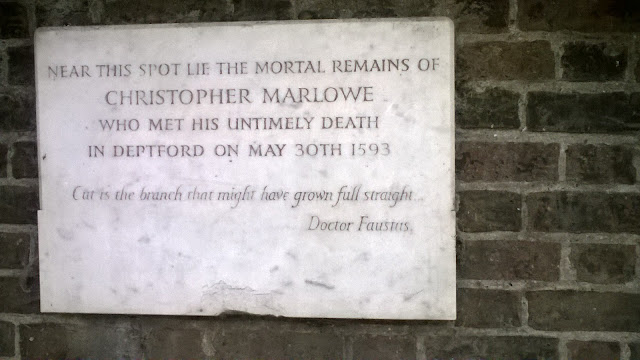 NEAR THIS SPOT LIE THE MORTAL REMAINS OF
CHRISTOPHER MARLOWE
WHO MET HIS UNTIMELY DEATH
IN DEPTFORD ON MAY 30TH 1593
Cut is the branch that might have grown full straight...
Doctor Faustus.